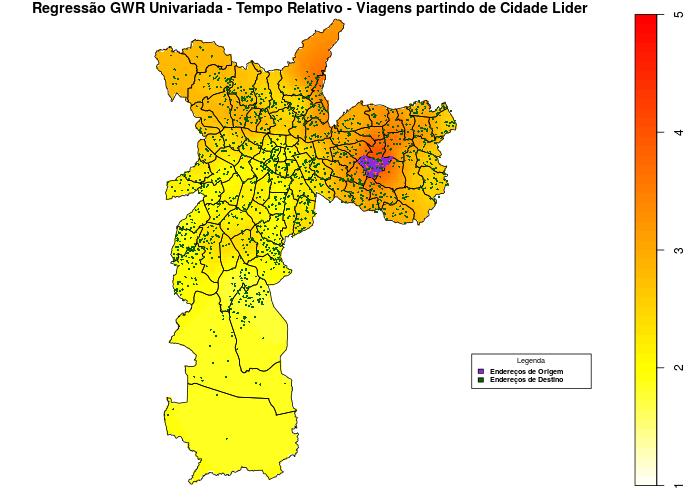 Regressão GWR Univariada - Tempo Relativo - Viagens partindo de Cidade Lider
5
4
3
2
1
Legenda
Endereços de Origem
Endereços de Destino